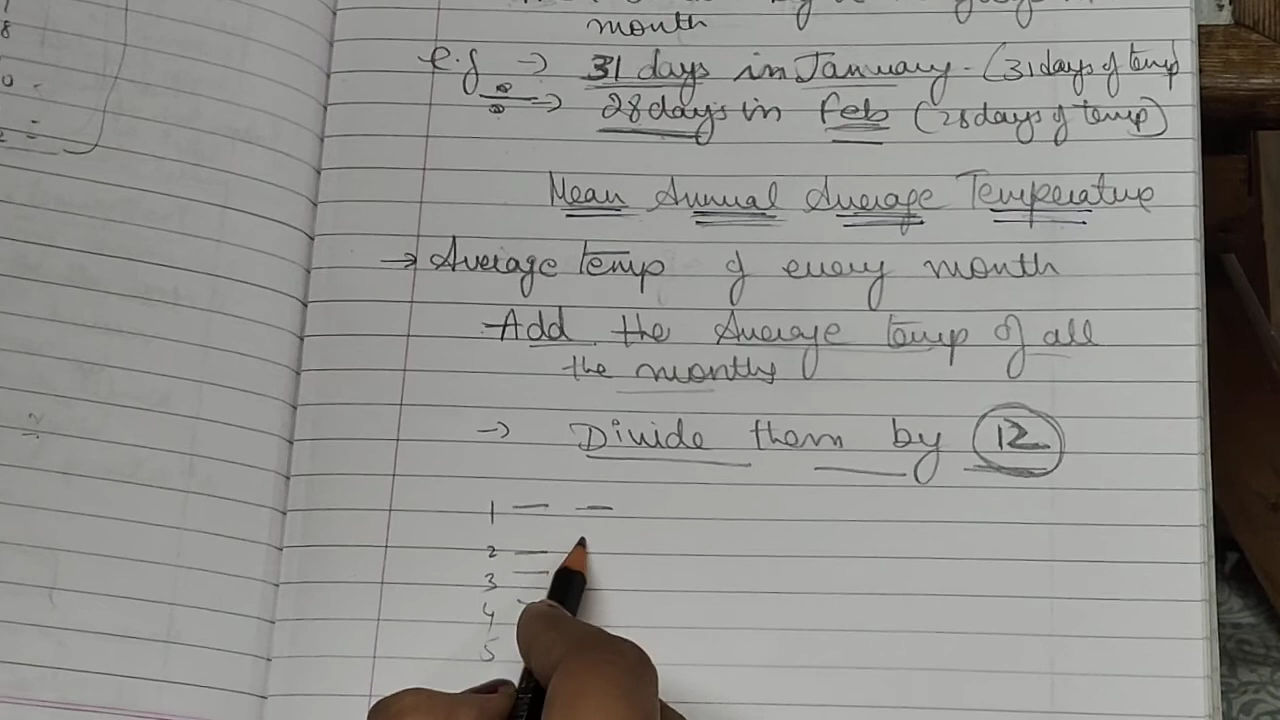 month
e.g → 31 days in January - (31 days of temp
→ 28 days in Feb (28 days of temp)
Mean Annual Average Temperature
→ Average temp of every month
- Add the Average temp of all
the months
→ Divide them by 12
1 — —
2 —
3 —
4 -
5